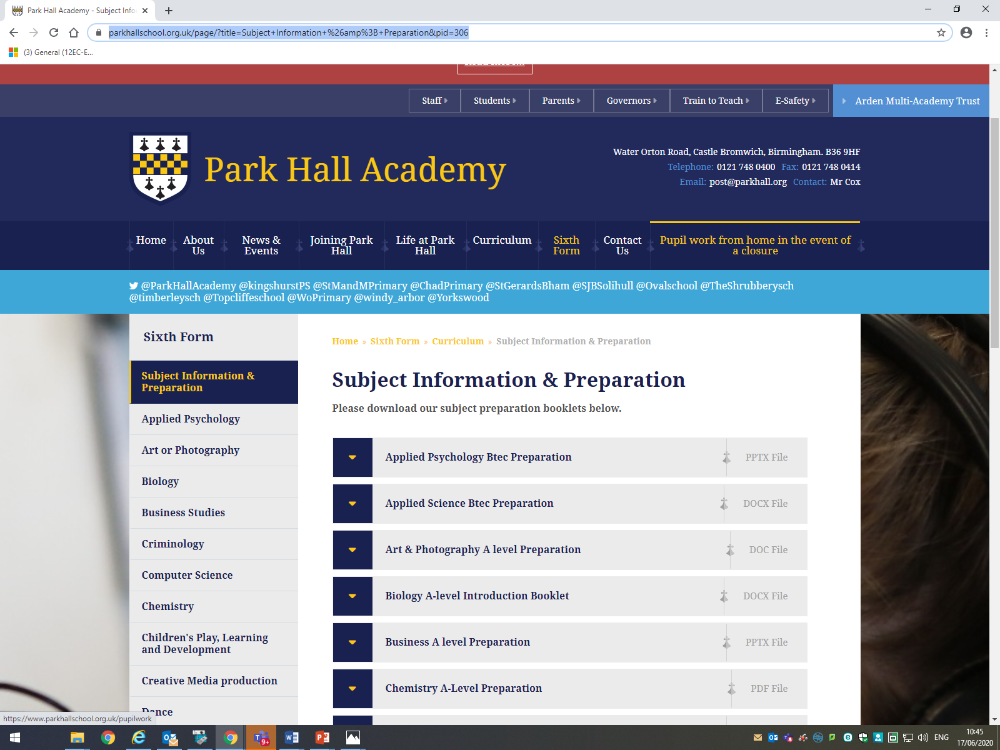 Park Hall Academy - Subject Info
parkhallschool.org.uk/page/?title=Subject+Information+%26amp%3B+Preparation&pid=306
(3) General (12EC-E...
Staff
Students
Parents
Governors
Train to Teach
E-Safety
Arden Multi-Academy Trust
Park Hall Academy
Water Orton Road, Castle Bromwich, Birmingham. B36 9HF
Telephone: 0121 748 0400 Fax: 0121 748 0414
Email: post@parkhall.org Contact: Mr Cox
Home
About
Us
News &
Events
Joining Park
Hall
Life at Park
Hall
Curriculum
Sixth
Form
Contact
Us
Pupil work from home in the event of
a closure
@ParkHallAcademy @kingshurstPS @StMandMPrimary @ChadPrimary @StGerardsBham @SJBSolihull @Ovalschool @TheShrubberysch
@timberleysch @Topcliffeschool @WoPrimary @windy_arbor @Yorkswood
Sixth Form
Subject Information &
Preparation
Applied Psychology
Art or Photography
Biology
Business Studies
Criminology
Computer Science
Chemistry
Children's Play, Learning
and Development
Creative Media production
Dance
Home » Sixth Form » Curriculum » Subject Information & Preparation
Subject Information & Preparation
Please download our subject preparation booklets below.
Applied Psychology Btec Preparation PPTX File
Applied Science Btec Preparation DOCX File
Art & Photography A level Preparation DOC File
Biology A-level Introduction Booklet DOCX File
Business A level Preparation PPTX File
Chemistry A-Level Preparation PDF File
https://www.parkhallschool.org.uk/pupilwork
9+
ENG
10:45
17/06/2020